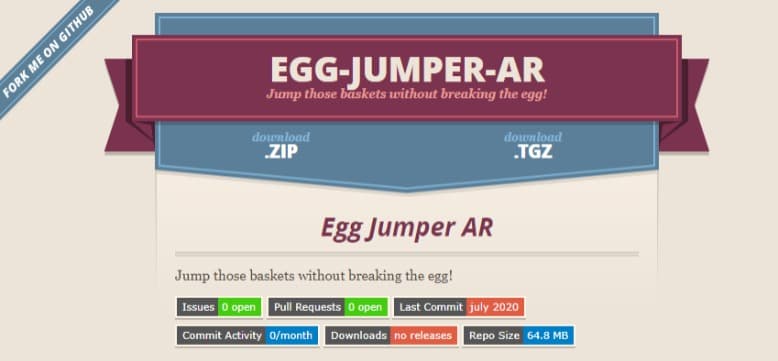 FORK ME ON GITHUB
EGG-JUMPER-AR
Jump those baskets without breaking the egg!
download
.ZIP
download
.TGZ
Egg Jumper AR
Jump those baskets without breaking the egg!
Issues 0 open Pull Requests 0 open Last Commit july 2020
Commit Activity 0/month Downloads no releases Repo Size 64.8 MB